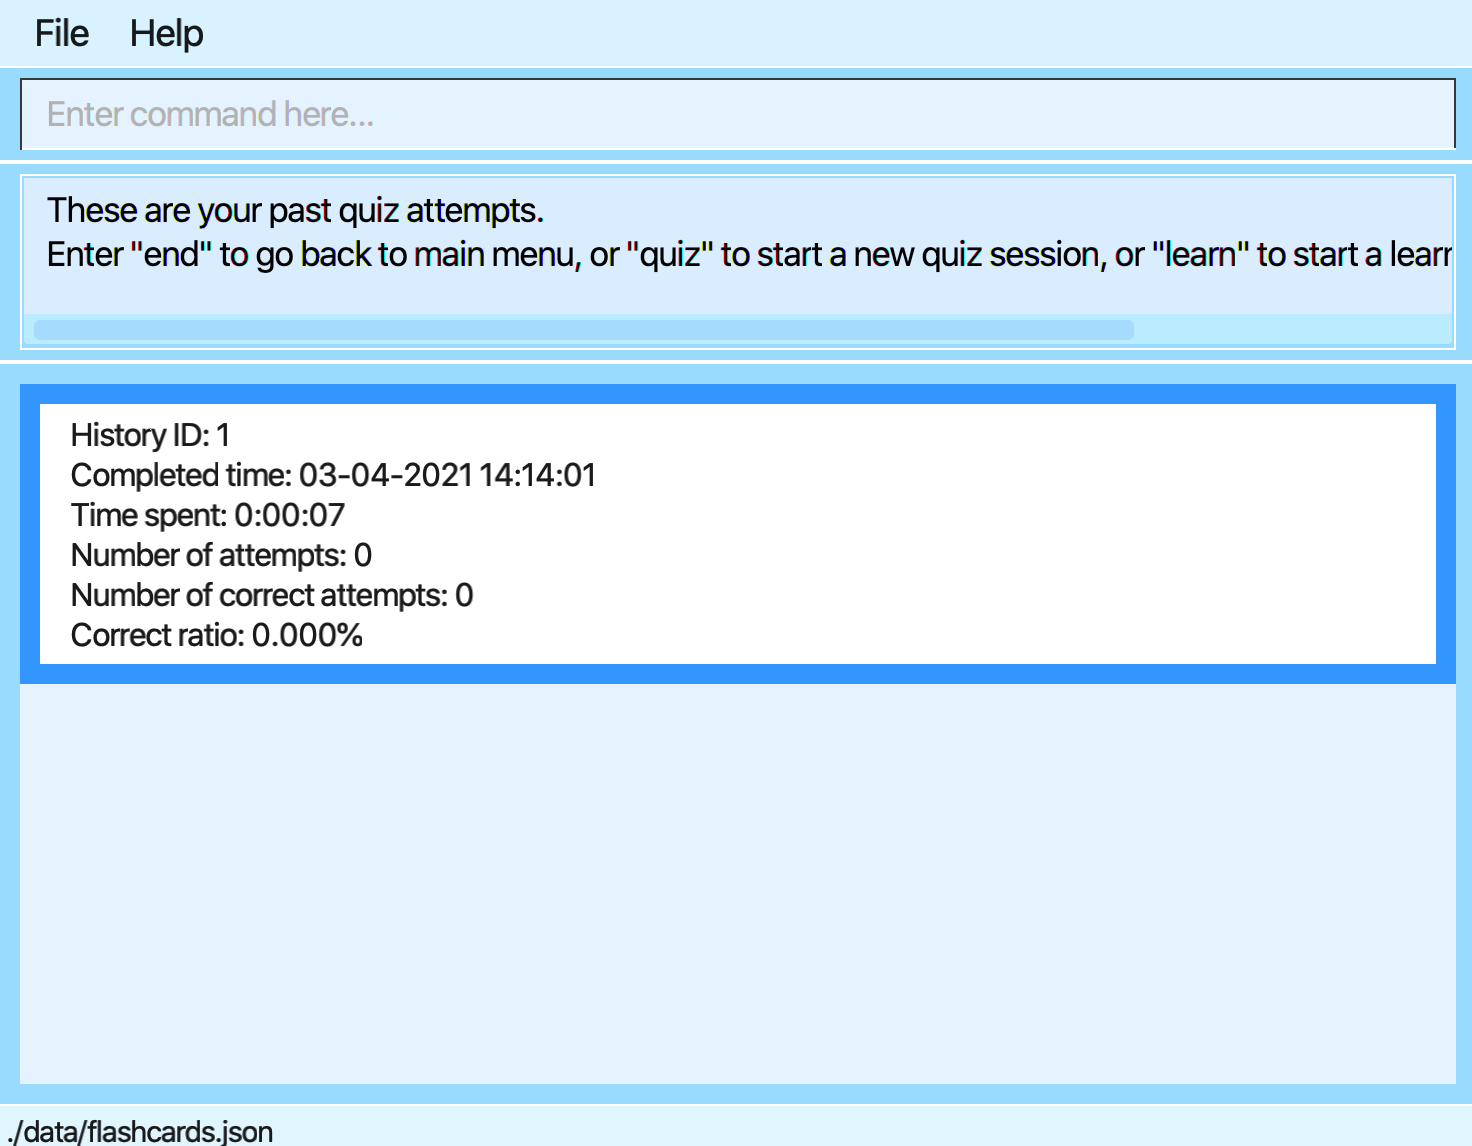 File Help
Enter command here...
These are your past quiz attempts.
Enter "end" to go back to main menu, or "quiz" to start a new quiz session, or "learn" to start a
History ID: 1
Completed time: 03-04-2021 14:14:01
Time spent: 0:00:07
Number of attempts: 0
Number of correct attempts: 0
Correct ratio: 0.000%
./data/flashcards.json